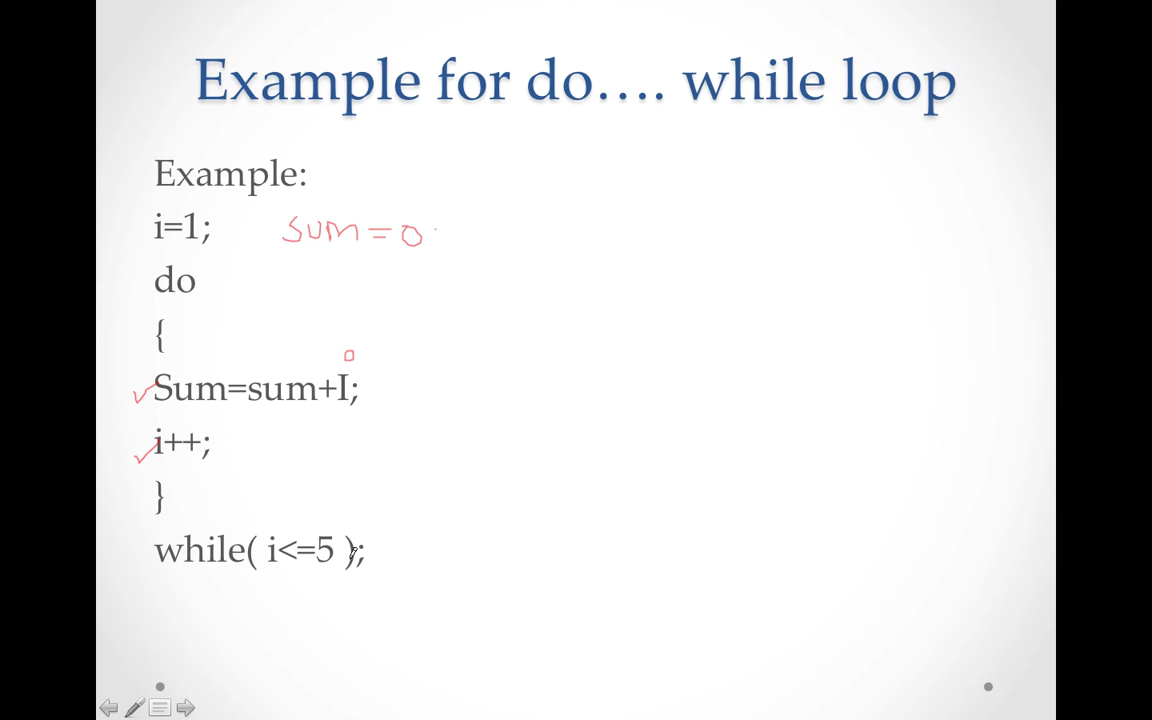 Example for do.... while loop
Example:
i=1; sum=0
do
{
Sum=sum+I;
i++;
}
while( i<=5 );